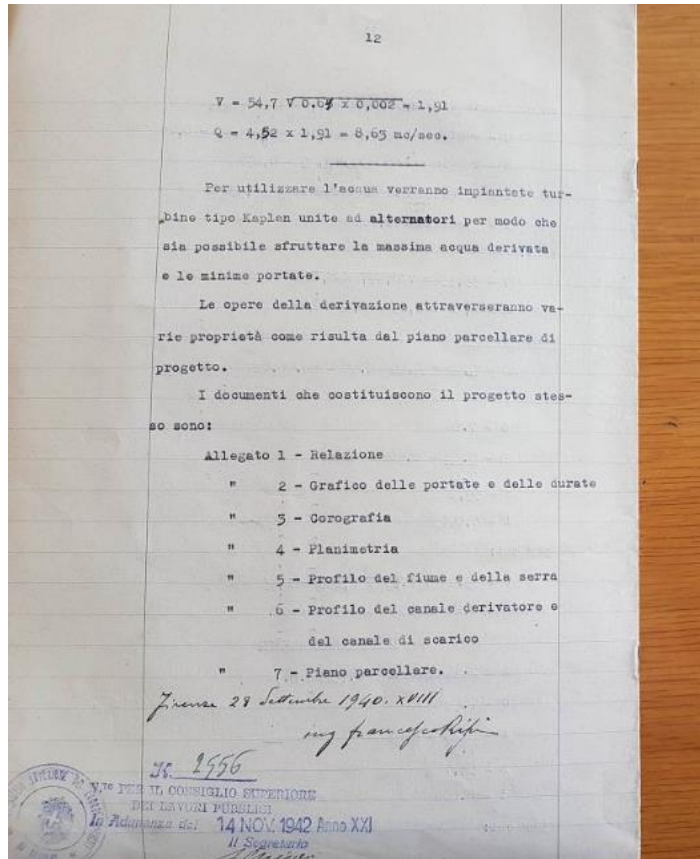 12
V = 54,7 √0.65 x 0,002 = 1,91
Q = 4,52 x 1,91 = 8,63 mc/sec.
Per utilizzare l'acqua verranno impiantate tur-
bine tipo Kaplan unite ad alternatori per modo che
sia possibile sfruttare la massima acqua derivata
e le minime portate.
Le opere della derivazione attraverseranno va-
rie proprietà come risulta dal piano parcellare di
progetto.
I documenti che costituiscono il progetto stes-
so sono:
Allegato 1 - Relazione
" 2 - Grafico delle portate e delle durate
" 3 - Corografia
" 4 - Planimetria
" 5 - Profilo del fiume e della serra
" 6 - Profilo del canale derivatore e
del canale di scarico
" 7 - Piano parcellare.
Firenze 28 Settembre 1940. XVIII
ing francesco
N. 2556
V.to PER IL CONSIGLIO SUPERIORE
DEI LAVORI PUBBLICI
In Adunanza del 14 NOV. 1942 Anno XXI
Il Segretario